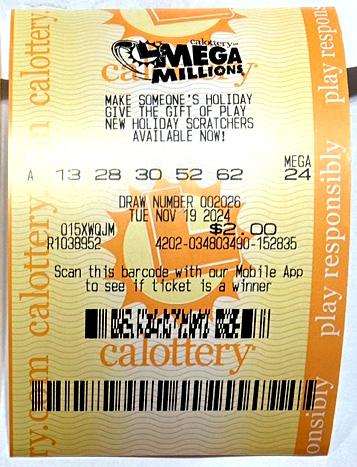 calottery
MEGA
MILLIONS
calottery
MAKE SOMEONE'S HOLIDAY
GIVE THE GIFT OF PLAY
NEW HOLIDAY SCRATCHERS
AVAILABLE NOW!
MEGA
A 13 28 30 52 62 24
DRAW NUMBER 002026
TUE NOV 19 2024
015XWQJM $2.00
R1038952 4202-034803490-152835
Scan this barcode with our Mobile App
to see if ticket is a winner
calottery
calottery
play responsibly